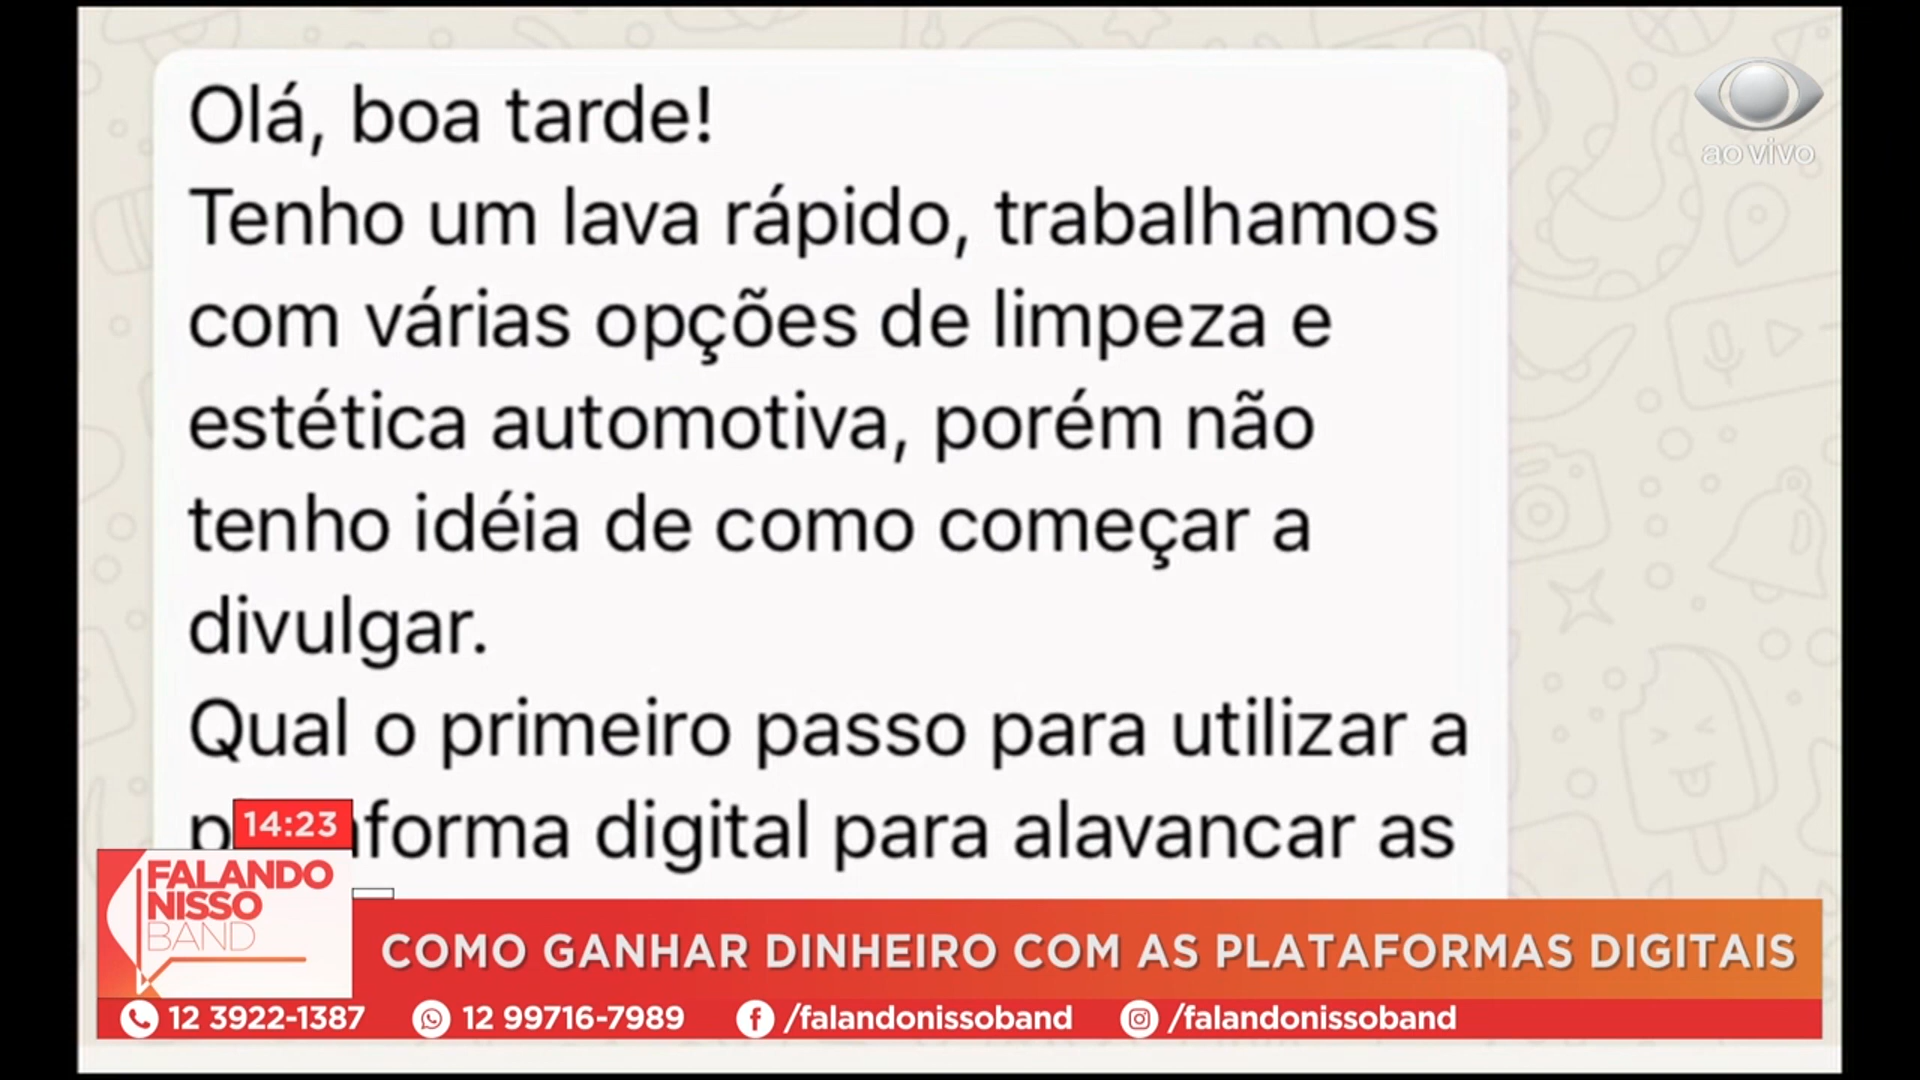 Olá, boa tarde!
Tenho um lava rápido, trabalhamos
com várias opções de limpeza e
estética automotiva, porém não
tenho idéia de como começar a
divulgar.
Qual o primeiro passo para utilizar a
digital para alavancar as
ao vivo
14:23
FALANDO
NISSO
BAND
COMO GANHAR DINHEIRO COM AS PLATAFORMAS DIGITAIS
12 3922-1387 12 99716-7989 /falandonissoband /falandonissoband